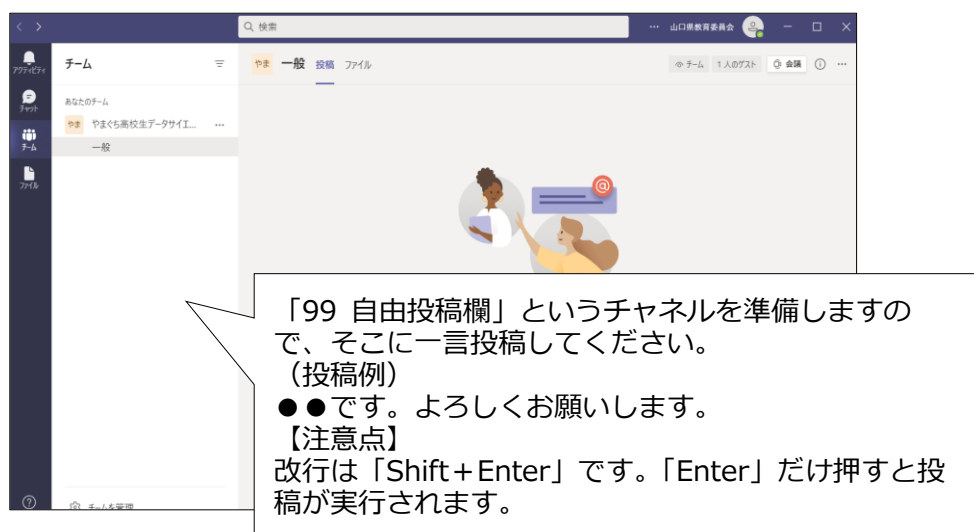 検索
山口県教育委員会
アクティビティ
チーム
やま 一般 投稿 ファイル
チーム 1 人のゲスト 会議
チャット
あなたのチーム
やま やまぐち高校生データサイエ...
チーム
一般
ファイル
@
「99 自由投稿欄」というチャネルを準備しますの
で、そこに一言投稿してください。
（投稿例）
●●です。よろしくお願いします。
【注意点】
改行は「Shift+Enter」です。「Enter」だけ押すと投
稿が実行されます。
チームを管理